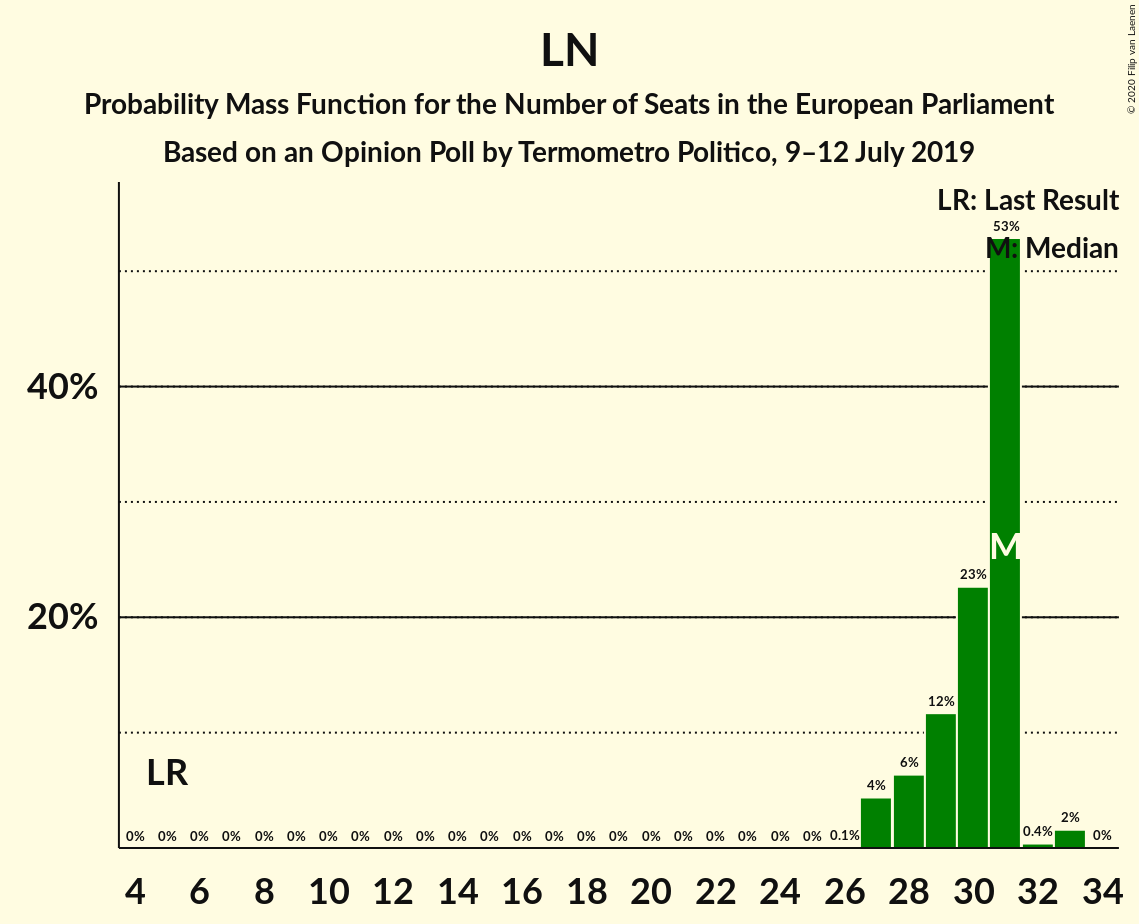 LN
Probability Mass Function for the Number of Seats in the European Parliament
Based on an Opinion Poll by Termometro Politico, 9–12 July 2019
© 2020 Filip van Laenen
LR: Last Result
M: Median
53%
40%
M
23%
20%
12%
LR
6%
4%
2%
0% 0% 0% 0% 0% 0% 0% 0% 0% 0% 0% 0% 0% 0% 0% 0% 0% 0% 0% 0% 0% 0% 0.1% 0.4% 0%
4 6 8 10 12 14 16 18 20 22 24 26 28 30 32 34